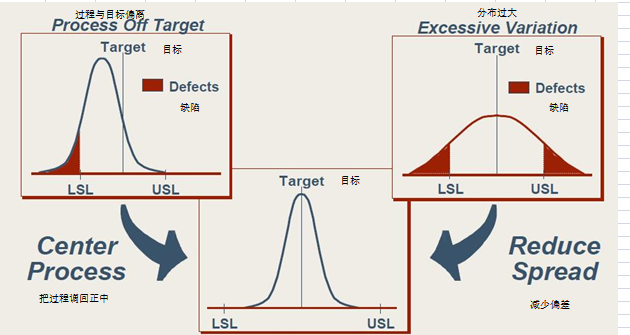 过程与目标偏离
Process Off Target
Target 目标
Defects
缺陷
LSL USL
分布过大
Excessive Variation
Target 目标
Defects
缺陷
LSL USL
Target 目标
LSL USL
Center
Process
把过程调回正中
Reduce
Spread
减少偏差